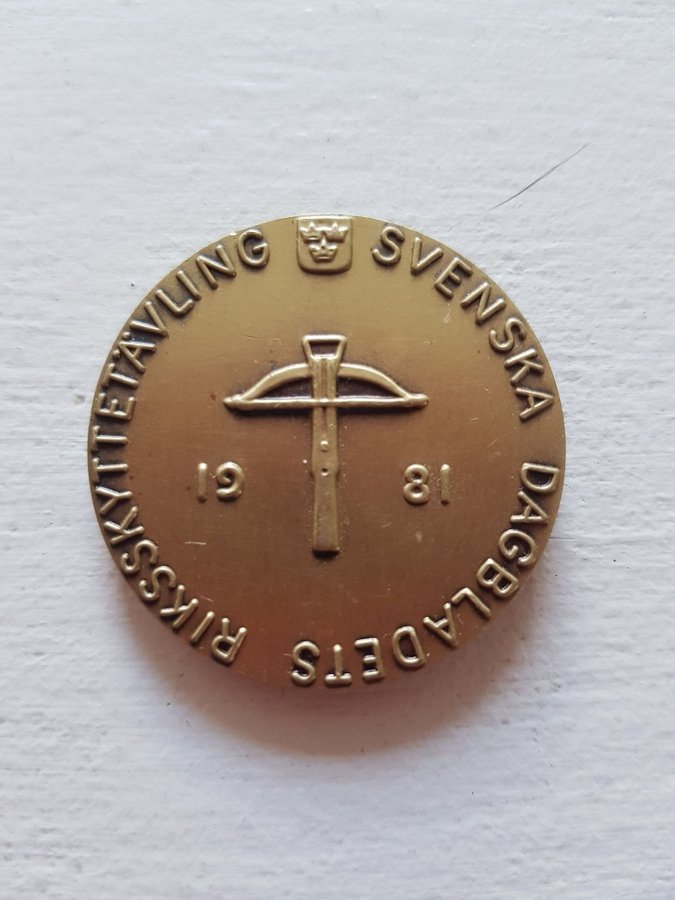 SVENSKA DAGBLADETS RIKSSKYTTETÄVLING
19 81